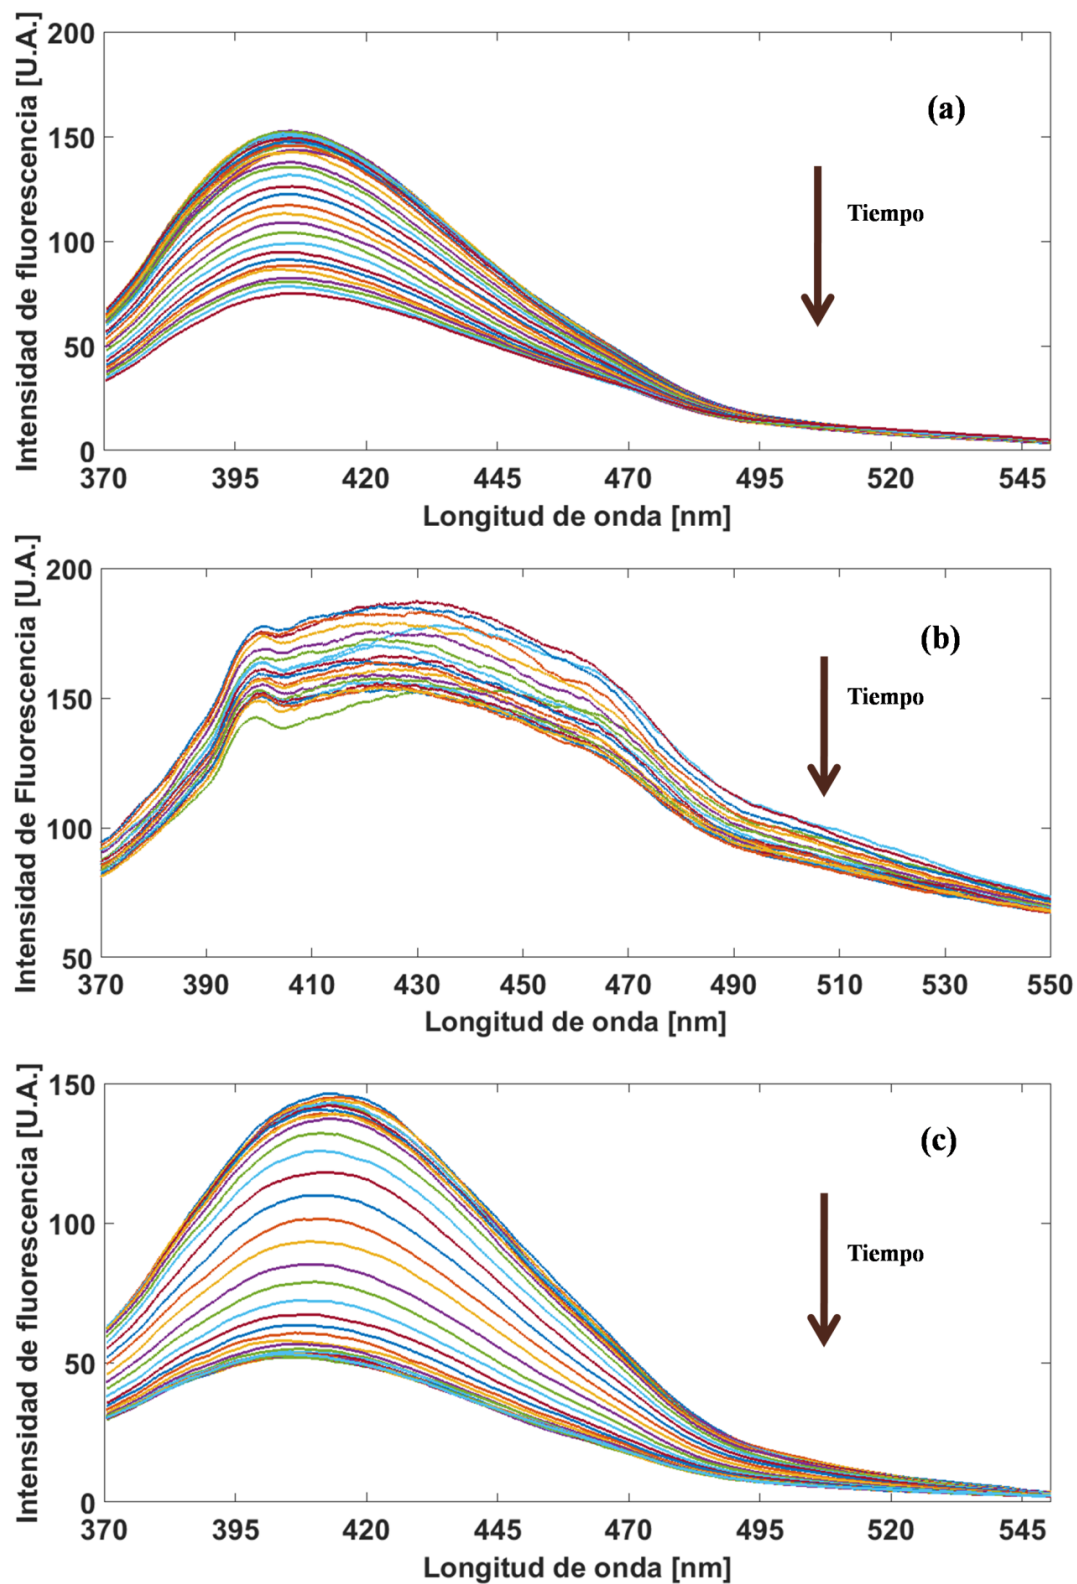 Intensidad de fluorescencia [U.A.]
200
150
100
50
0
(a)
Tiempo
370 395 420 445 470 495 520 545
Longitud de onda [nm]
Intensidad de Fluorescencia [U.A.]
200
150
100
50
(b)
Tiempo
370 390 410 430 450 470 490 510 530 550
Longitud de onda [nm]
Intensidad de fluorescencia [U.A.]
150
100
50
0
(c)
Tiempo
370 395 420 445 470 495 520 545
Longitud de onda [nm]